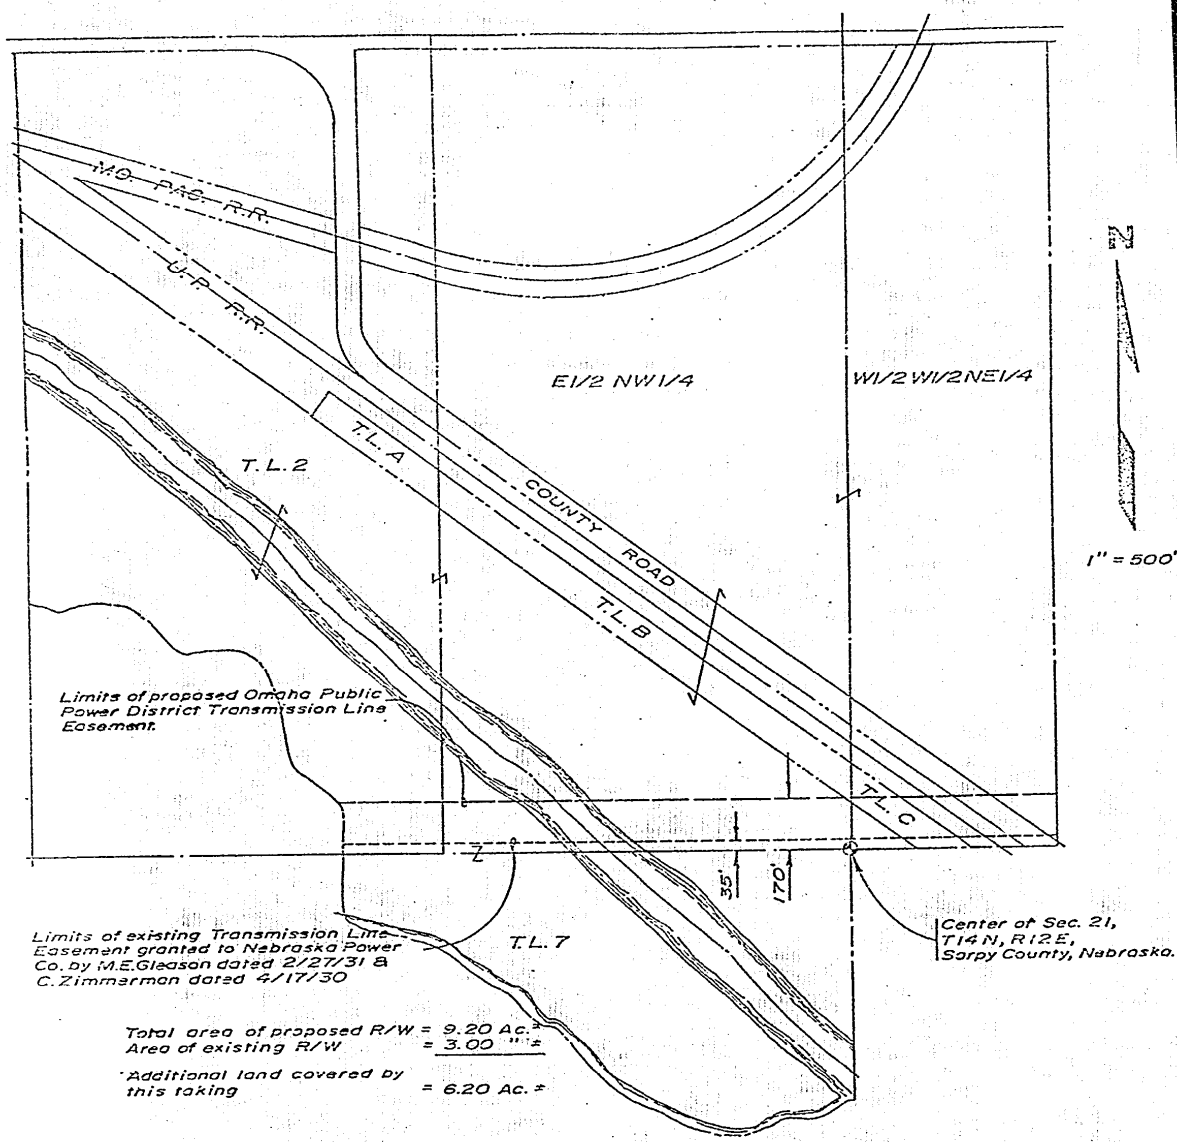 MO. PAC. R.R.
U.P. R.R.
N
E1/2 NW1/4
W1/2 W1/2 NE1/4
T.L. A
T.L. 2
COUNTY ROAD
1" = 500'
T.L. B
Limits of proposed Omaha Public
Power District Transmission Line
Easement.
T.L. C
35'
170'
Limits of existing Transmission Line
Easement granted to Nebraska Power
Co. by M.E. Gleason dated 2/27/31 &
C. Zimmerman dated 4/17/30
T.L. 7
Center of Sec. 21,
T14N, R12E,
Sarpy County, Nebraska.
Total area of proposed R/W = 9.20 Ac.±
Area of existing R/W = 3.00 " ±
Additional land covered by
this taking = 6.20 Ac. ±